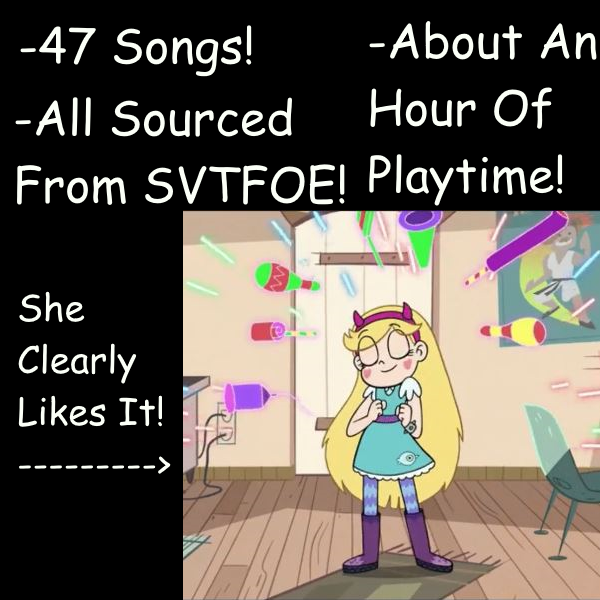 -47 Songs!
-All Sourced
From SVTFOE!
-About An
Hour Of
Playtime!
She
Clearly
Likes It!
--------->